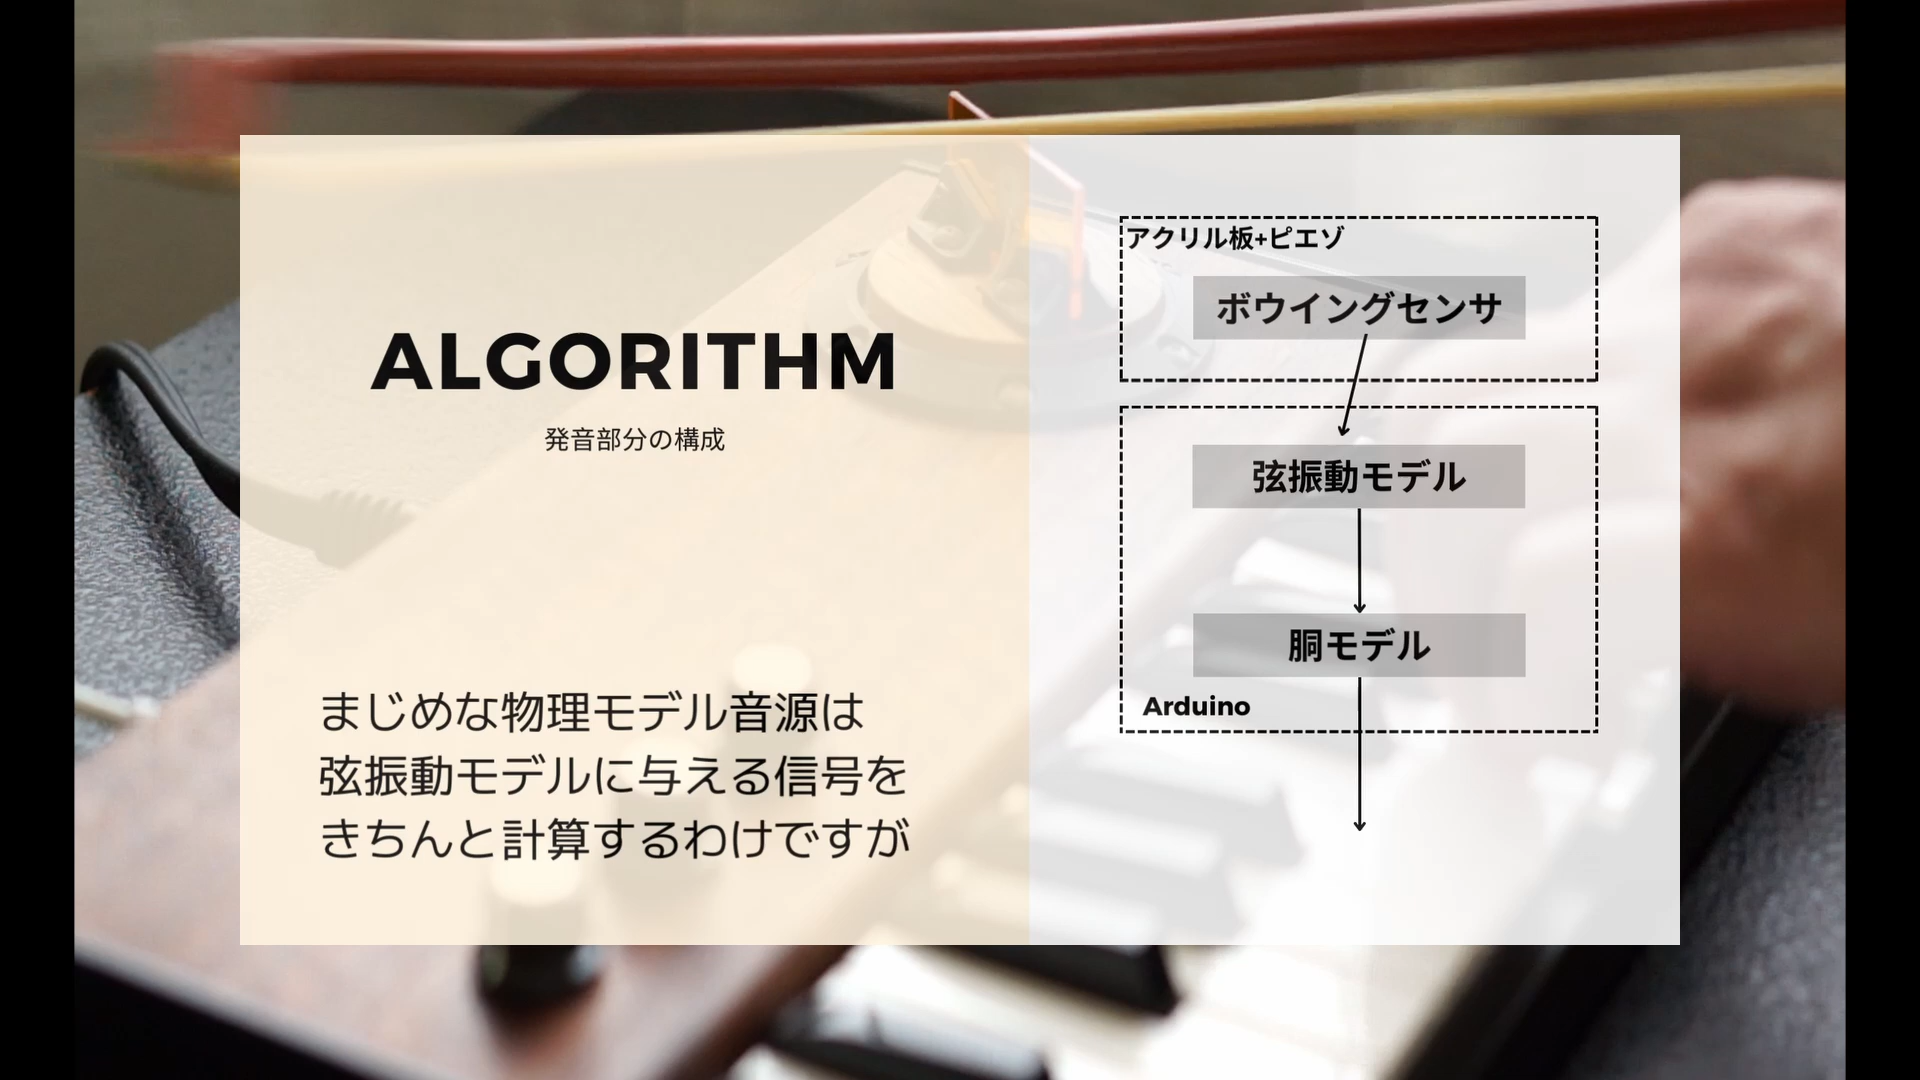 ALGORITHM
発音部分の構成
まじめな物理モデル音源は
弦振動モデルに与える信号を
きちんと計算するわけですが
アクリル板+ピエゾ
ボウイングセンサ
弦振動モデル
胴モデル
Arduino